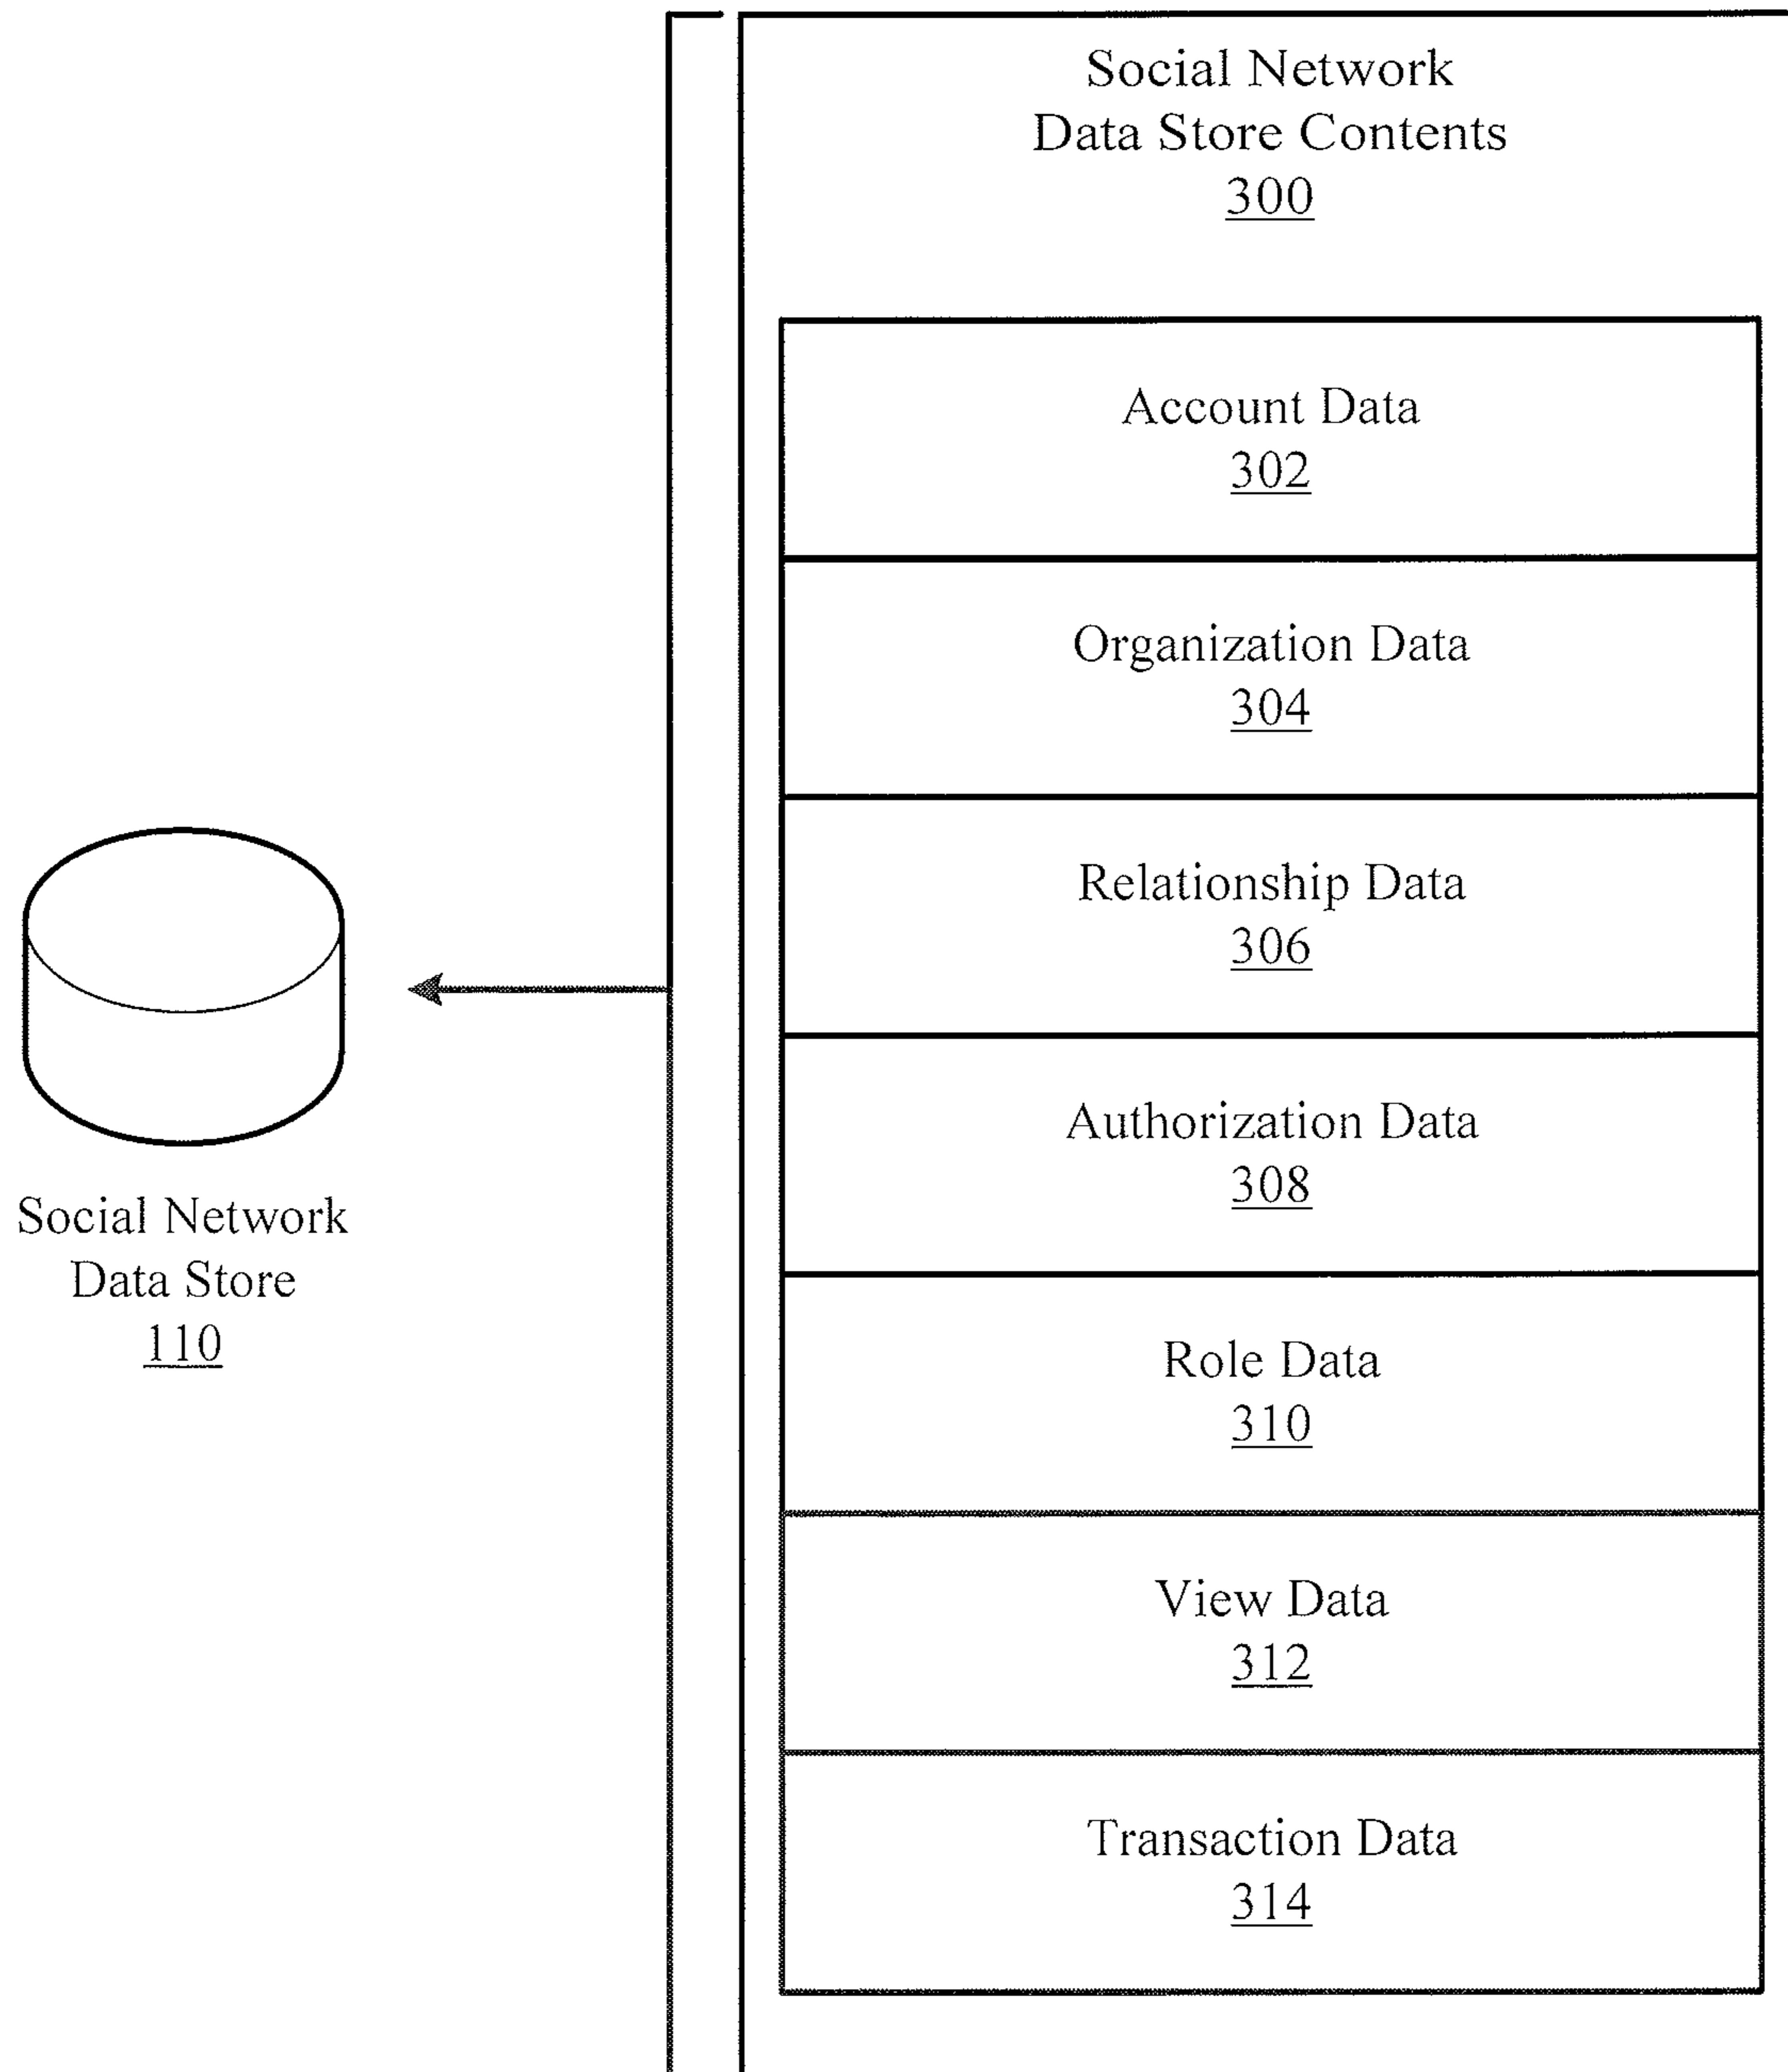 Social Network
Data Store Contents
300
Account Data
302
Organization Data
304
Relationship Data
306
Authorization Data
308
Role Data
310
View Data
312
Transaction Data
314
Social Network
Data Store
110